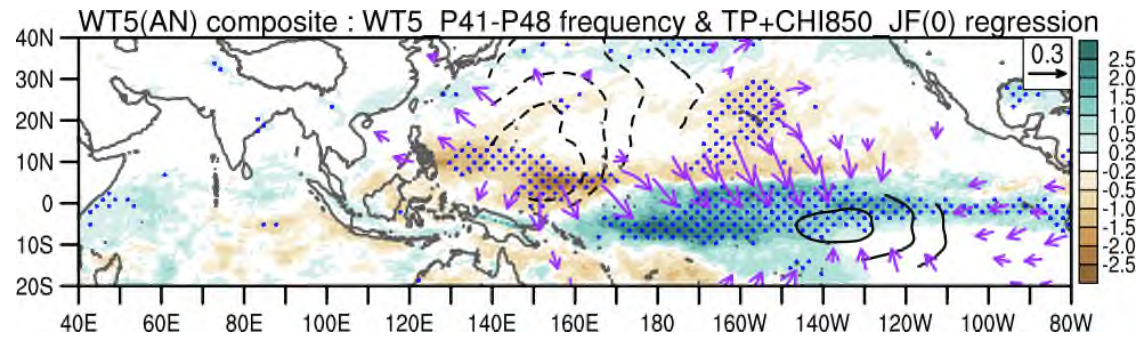 WT5(AN) composite : WT5_P41-P48 frequency & TP+CHI850_JF(0) regression
40N
30N
20N
10N
0
10S
20S
0.3
2.5
2.0
1.5
1.0
0.5
0.2
-0.2
-0.5
-1.0
-1.5
-2.0
-2.5
40E 60E 80E 100E 120E 140E 160E 180 160W 140W 120W 100W 80W